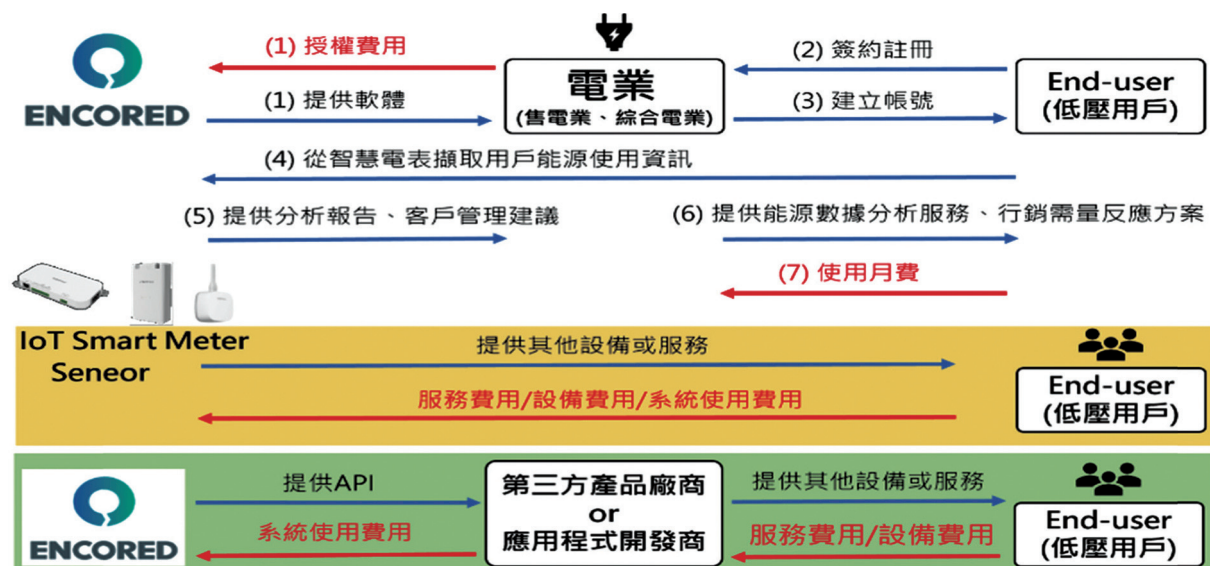 (1) 授權費用
(2) 簽約註冊
ENCORED
(1) 提供軟體
電業
(售電業、綜合電業)
(3) 建立帳號
End-user
(低壓用戶)
(4) 從智慧電表擷取用戶能源使用資訊
(5) 提供分析報告、客戶管理建議
(6) 提供能源數據分析服務、行銷需量反應方案
(7) 使用月費
IoT Smart Meter
Seneor
提供其他設備或服務
服務費用/設備費用/系統使用費用
End-user
(低壓用戶)
ENCORED
提供API
系統使用費用
第三方產品廠商
or
應用程式開發商
提供其他設備或服務
服務費用/設備費用
End-user
(低壓用戶)